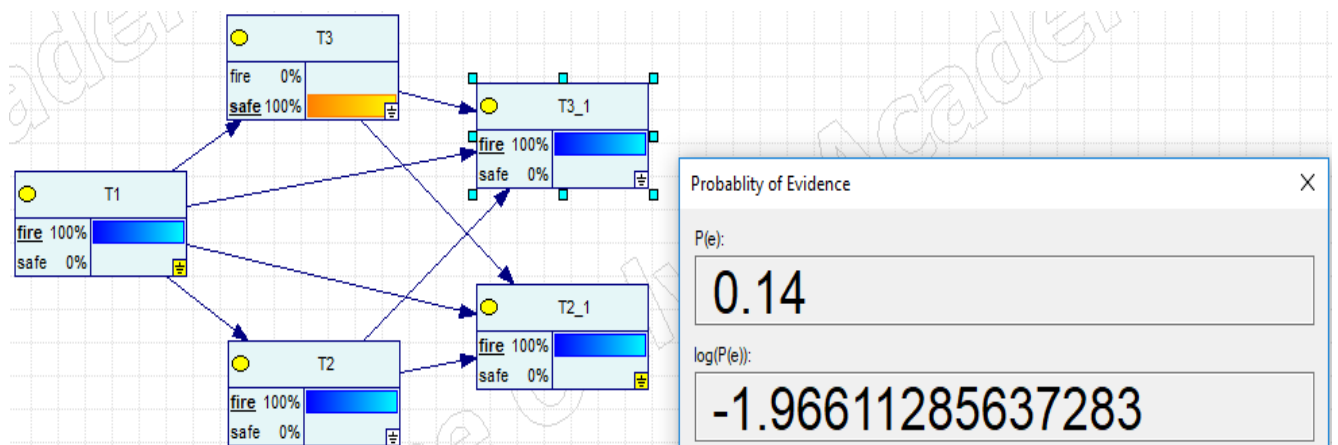 T3
fire 0%
safe 100%
T3_1
fire 100%
safe 0%
T1
fire 100%
safe 0%
T2_1
fire 100%
safe 0%
T2
fire 100%
safe 0%
Probablity of Evidence
P(e):
0.14
log(P(e)):
-1.96611285637283